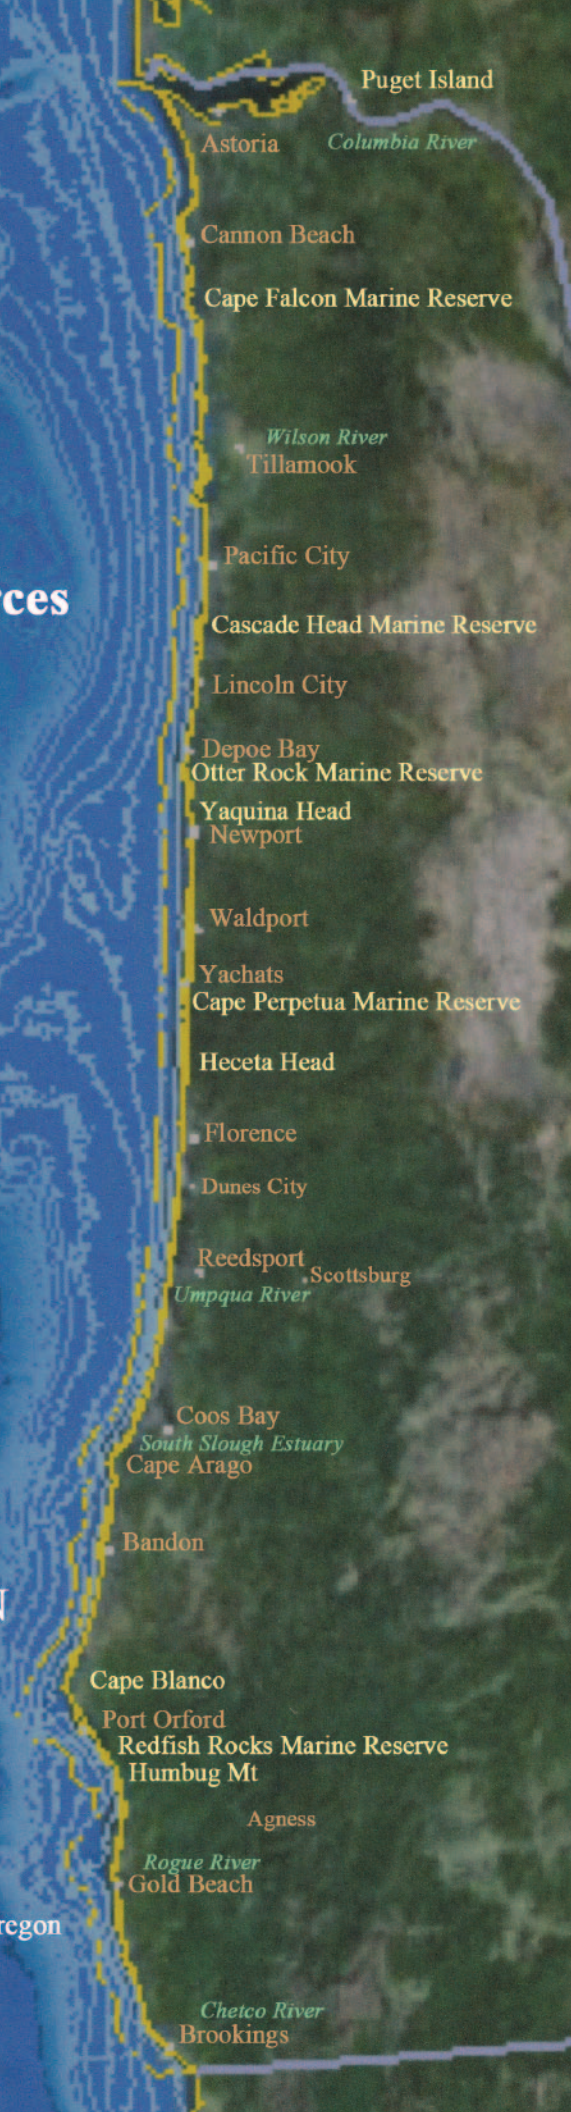 Puget Island
Columbia River
Astoria
Cannon Beach
Cape Falcon Marine Reserve
Wilson River
Tillamook
Pacific City
rces
Cascade Head Marine Reserve
Lincoln City
Depoe Bay
Otter Rock Marine Reserve
Yaquina Head
Newport
Waldport
Yachats
Cape Perpetua Marine Reserve
Heceta Head
Florence
Dunes City
Reedsport
Scottsburg
Umpqua River
Coos Bay
South Slough Estuary
Cape Arago
Bandon
N
Cape Blanco
Port Orford
Redfish Rocks Marine Reserve
Humbug Mt
Agness
Rogue River
Gold Beach
regon
Chetco River
Brookings